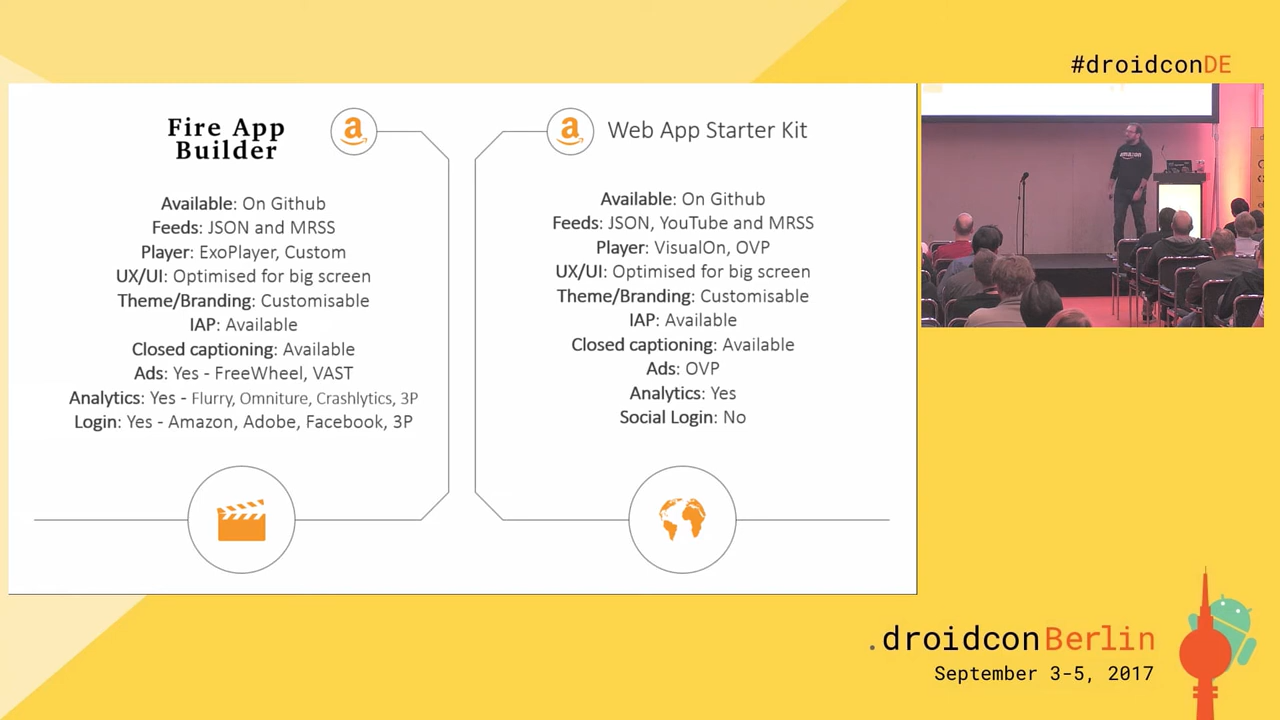 #droidconDE
Fire App
Builder
Available: On Github
Feeds: JSON and MRSS
Player: ExoPlayer, Custom
UX/UI: Optimised for big screen
Theme/Branding: Customisable
IAP: Available
Closed captioning: Available
Ads: Yes - FreeWheel, VAST
Analytics: Yes - Flurry, Omniture, Crashlytics, 3P
Login: Yes - Amazon, Adobe, Facebook, 3P
Web App Starter Kit
Available: On Github
Feeds: JSON, YouTube and MRSS
Player: VisualOn, OVP
UX/UI: Optimised for big screen
Theme/Branding: Customisable
IAP: Available
Closed captioning: Available
Ads: OVP
Analytics: Yes
Social Login: No
amazon
.droidconBerlin
September 3-5, 2017